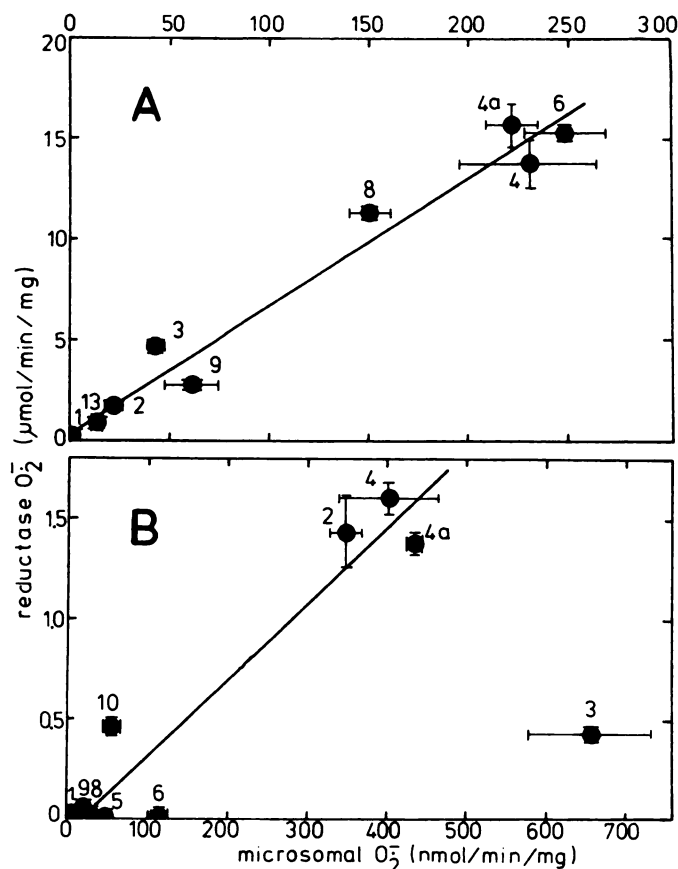 0 50 100 150 200 250 300
20
A
4a 6
15
4
8
10
3
5
9
13 2
1
0
reductase O₂⁻ (µmol/min/mg)
B
4
2
4a
1.5
1.0
10
3
0.5
1 9 8 5 6
0
0 100 200 300 400 500 600 700
microsomal O₂⁻ (nmol/min/mg)